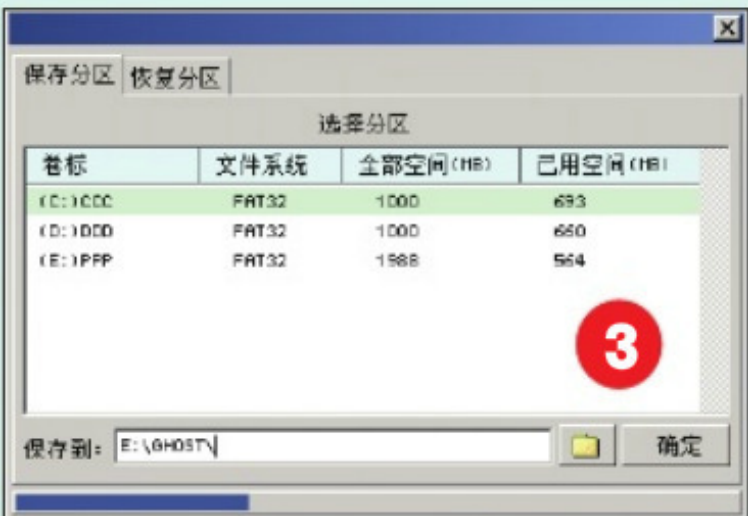 保存分区 恢复分区
选择分区
卷标 文件系统 全部空间(MB) 已用空间(MB)
(C:)CCC FAT32 1000 693
(D:)DDD FAT32 1000 660
(E:)PPP FAT32 1988 564
3
保存到: E:\GHOST\ 确定